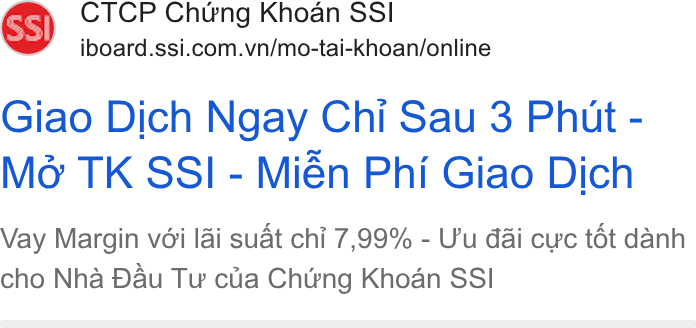 SSI
CTCP Chứng Khoán SSI
iboard.ssi.com.vn/mo-tai-khoan/online
Giao Dịch Ngay Chỉ Sau 3 Phút -
Mở TK SSI - Miễn Phí Giao Dịch
Vay Margin với lãi suất chỉ 7,99% - Ưu đãi cực tốt dành
cho Nhà Đầu Tư của Chứng Khoán SSI